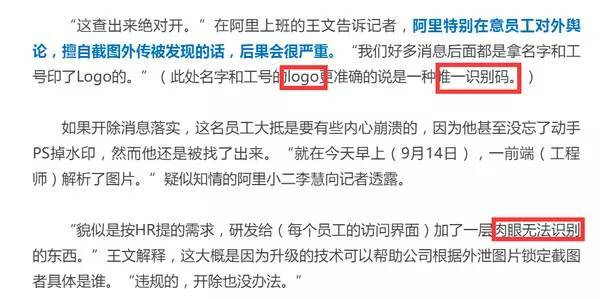 “这查出来绝对开。”在阿里上班的王文告诉记者，阿里特别在意员工对外舆
论，擅自截图外传被发现的话，后果会很严重。“我们好多消息后面都是拿名字和工
号印了Logo的。”（此处名字和工号的logo更准确的说是一种唯一识别码。）
如果开除消息落实，这名员工大抵是要有些内心崩溃的，因为他甚至没忘了动手
PS掉水印，然而他还是被找了出来。“就在今天早上（9月14日），一前端（工程
师）解析了图片。”疑似知情的阿里小二李慧向记者透露。
“貌似是按HR提的需求，研发给（每个员工的访问界面）加了一层肉眼无法识别
的东西。”王文解释，这大概是因为升级的技术可以帮助公司根据外泄图片锁定截图
者具体是谁。“违规的，开除也没办法。”